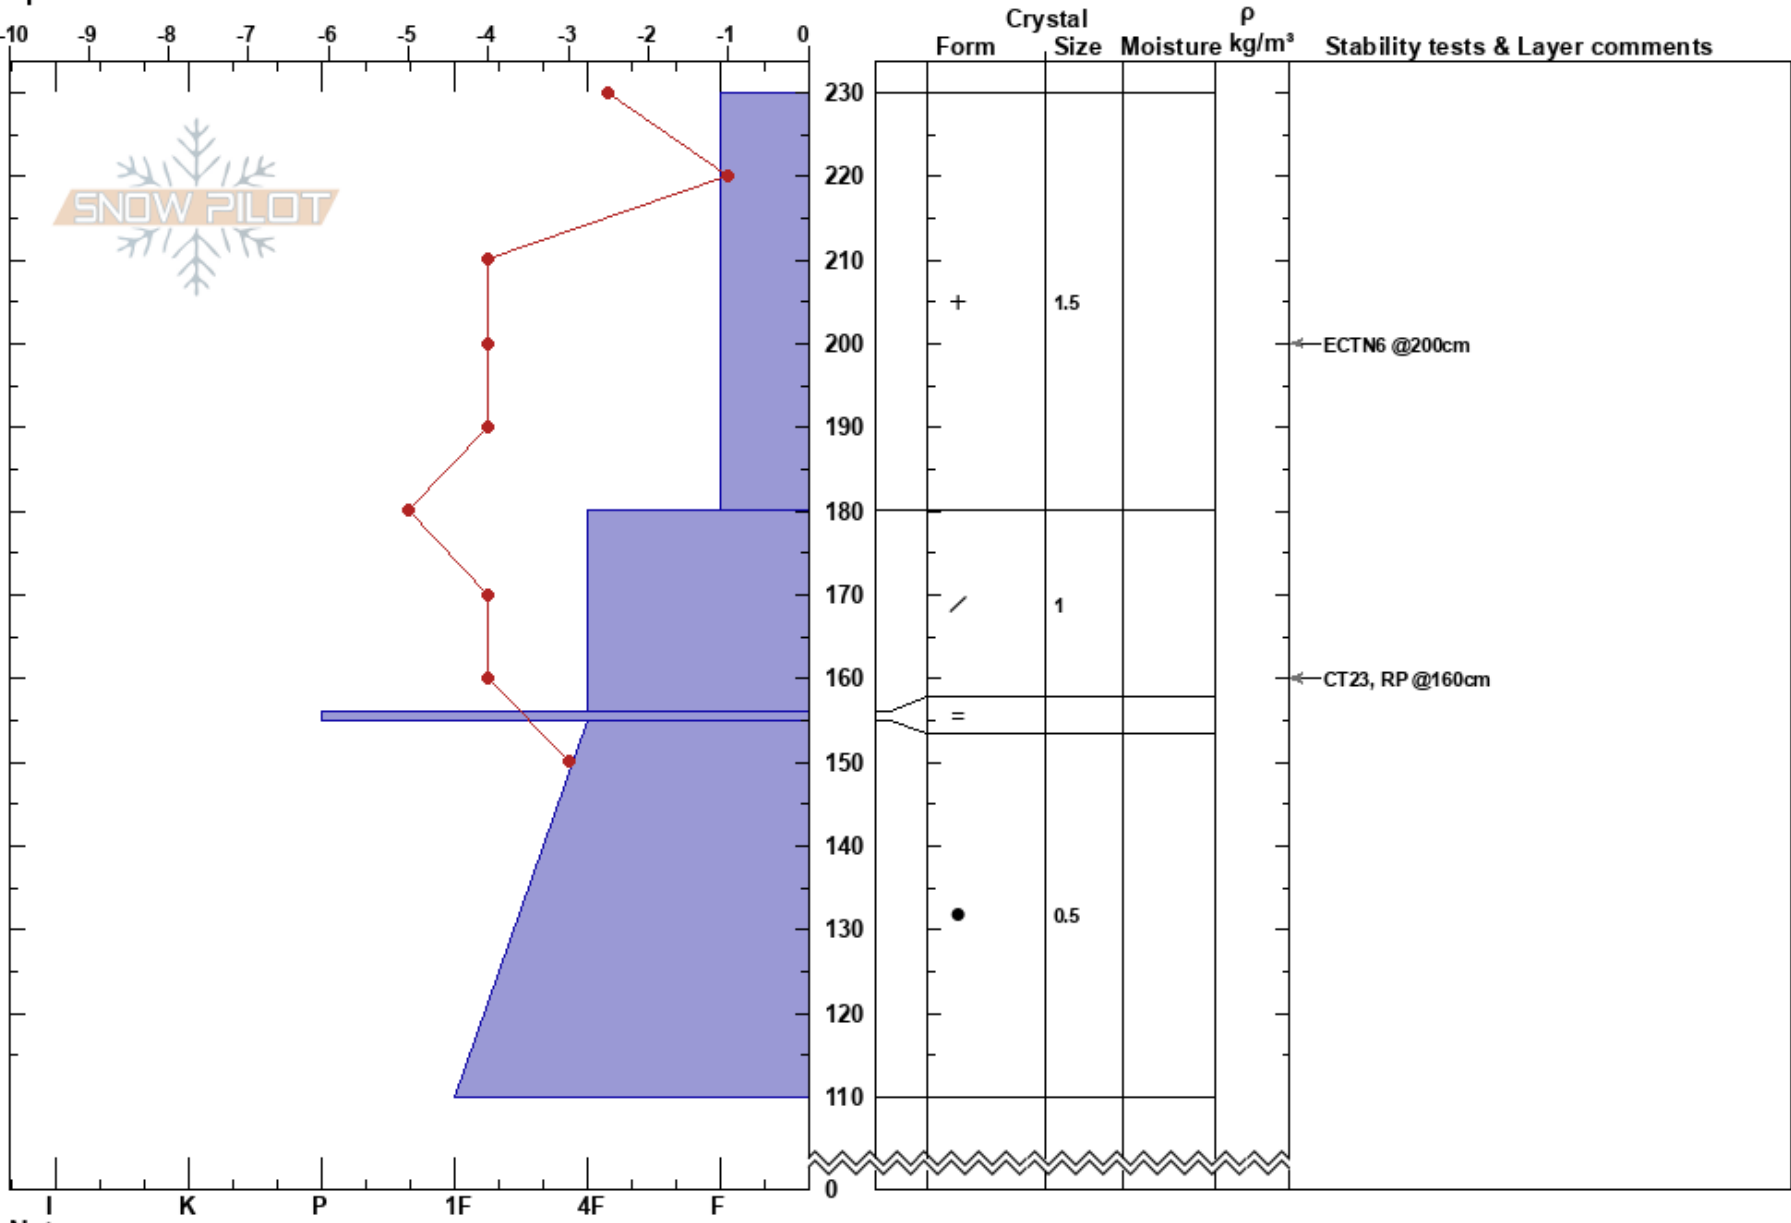 -10 -9 -8 -7 -6 -5 -4 -3 -2 -1 0
Crystal
ρ
Form Size Moisture kg/m³ Stability tests & Layer comments
230
SNOW PILOT
220
210
+ 1.5
200 ECTN6 @200cm
190
180
170
1
160 CT23, RP @160cm
=
150
140
130
0.5
120
110
0
I K P 1F 4F F